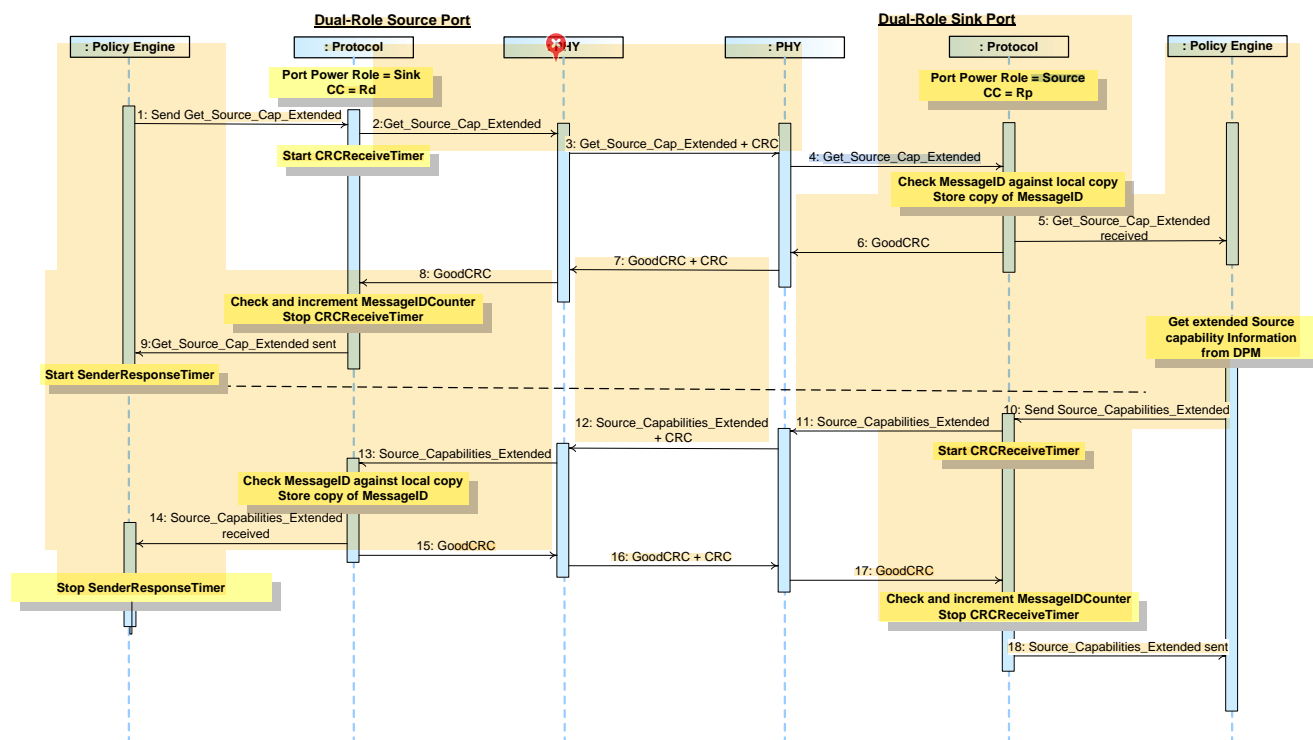 Dual-Role Source Port
Dual-Role Sink Port
: Policy Engine
: Protocol
: PHY
: PHY
: Protocol
: Policy Engine
Port Power Role = Sink
CC = Rd
Port Power Role = Source
CC = Rp
1: Send Get_Source_Cap_Extended
2:Get_Source_Cap_Extended
Start CRCReceiveTimer
3: Get_Source_Cap_Extended + CRC
4: Get_Source_Cap_Extended
Check MessageID against local copy
Store copy of MessageID
5: Get_Source_Cap_Extended
received
6: GoodCRC
7: GoodCRC + CRC
8: GoodCRC
Check and increment MessageIDCounter
Stop CRCReceiveTimer
9:Get_Source_Cap_Extended sent
Start SenderResponseTimer
Get extended Source
capability Information
from DPM
10: Send Source_Capabilities_Extended
11: Source_Capabilities_Extended
Start CRCReceiveTimer
12: Source_Capabilities_Extended
+ CRC
13: Source_Capabilities_Extended
Check MessageID against local copy
Store copy of MessageID
14: Source_Capabilities_Extended
received
15: GoodCRC
16: GoodCRC + CRC
17: GoodCRC
Stop SenderResponseTimer
Check and increment MessageIDCounter
Stop CRCReceiveTimer
18: Source_Capabilities_Extended sent